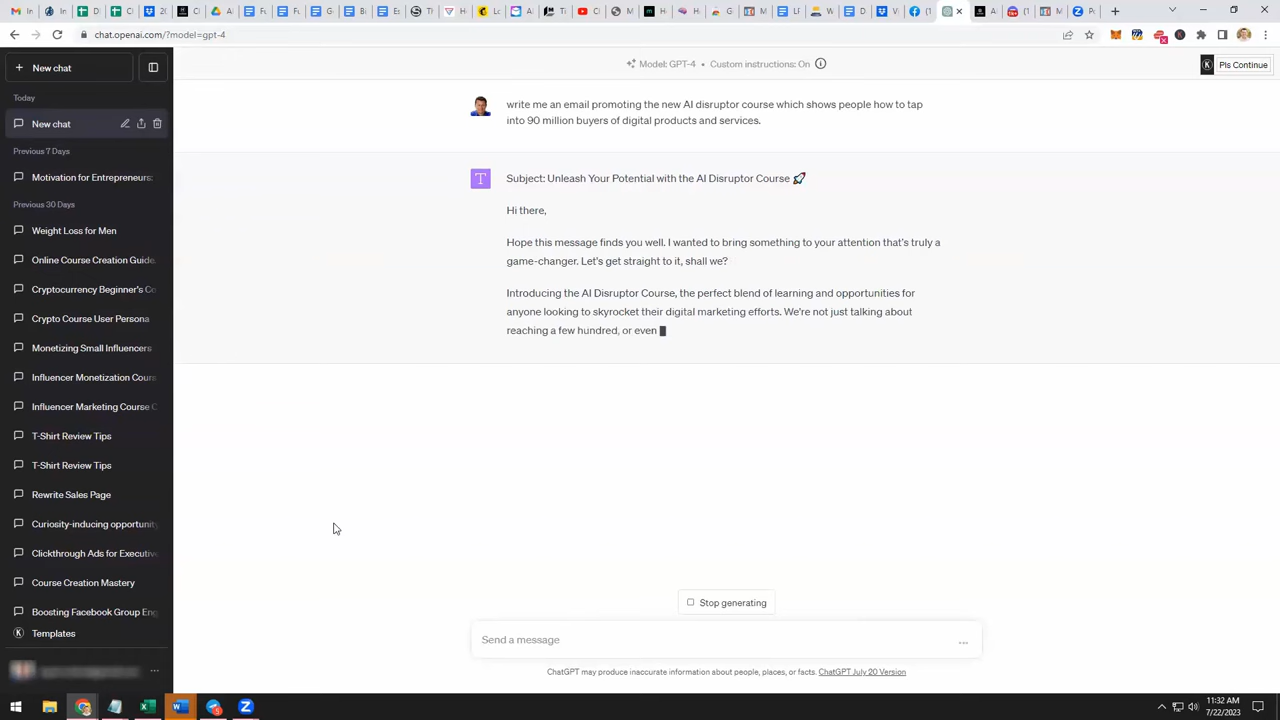 chat.openai.com/?model=gpt-4
New chat
Model: GPT-4 • Custom instructions: On
Pls Continue
Today
New chat
Previous 7 Days
Motivation for Entrepreneurs:
Previous 30 Days
Weight Loss for Men
Online Course Creation Guide.
Cryptocurrency Beginner's Co
Crypto Course User Persona
Monetizing Small Influencers
Influencer Monetization Cour
Influencer Marketing Course C
T-Shirt Review Tips
T-Shirt Review Tips
Rewrite Sales Page
Curiosity-inducing opportunity
Clickthrough Ads for Executive
Course Creation Mastery
Boosting Facebook Group Eng
Templates
write me an email promoting the new AI disruptor course which shows people how to tap
into 90 million buyers of digital products and services.
T
Subject: Unleash Your Potential with the AI Disruptor Course 🚀
Hi there,
Hope this message finds you well. I wanted to bring something to your attention that's truly a
game-changer. Let's get straight to it, shall we?
Introducing the AI Disruptor Course, the perfect blend of learning and opportunities for
anyone looking to skyrocket their digital marketing efforts. We're not just talking about
reaching a few hundred, or even
Stop generating
Send a message
ChatGPT may produce inaccurate information about people, places, or facts. ChatGPT July 20 Version
11:32 AM
7/22/2023